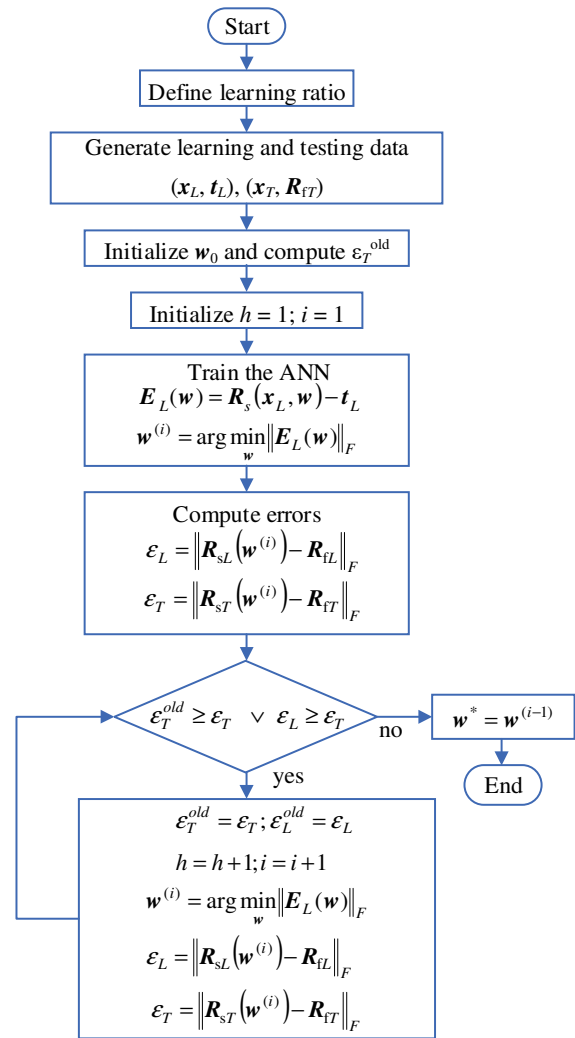 Start
Define learning ratio
Generate learning and testing data
(x_L, t_L), (x_T, R_fT)
Initialize w_0 and compute ε_T^old
Initialize h = 1; i = 1
Train the ANN
E_L(w) = R_s(x_L, w) − t_L
w^(i) = arg min_w ‖E_L(w)‖_F
Compute errors
ε_L = ‖R_sL(w^(i)) − R_fL‖_F
ε_T = ‖R_sT(w^(i)) − R_fT‖_F
ε_T^old ≥ ε_T ∨ ε_L ≥ ε_T
no
w^* = w^(i−1)
End
yes
ε_T^old = ε_T; ε_L^old = ε_L
h = h+1; i = i+1
w^(i) = arg min_w ‖E_L(w)‖_F
ε_L = ‖R_sL(w^(i)) − R_fL‖_F
ε_T = ‖R_sT(w^(i)) − R_fT‖_F